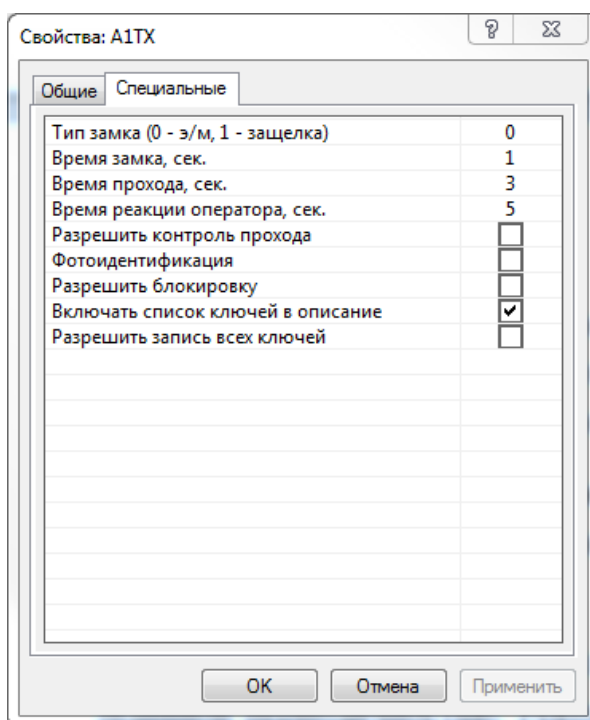 Свойства: А1ТХ
Общие
Специальные
Тип замка (0 - э/м, 1 - защелка) 0
Время замка, сек. 1
Время прохода, сек. 3
Время реакции оператора, сек. 5
Разрешить контроль прохода
Фотоидентификация
Разрешить блокировку
Включать список ключей в описание
Разрешить запись всех ключей
OK
Отмена
Применить